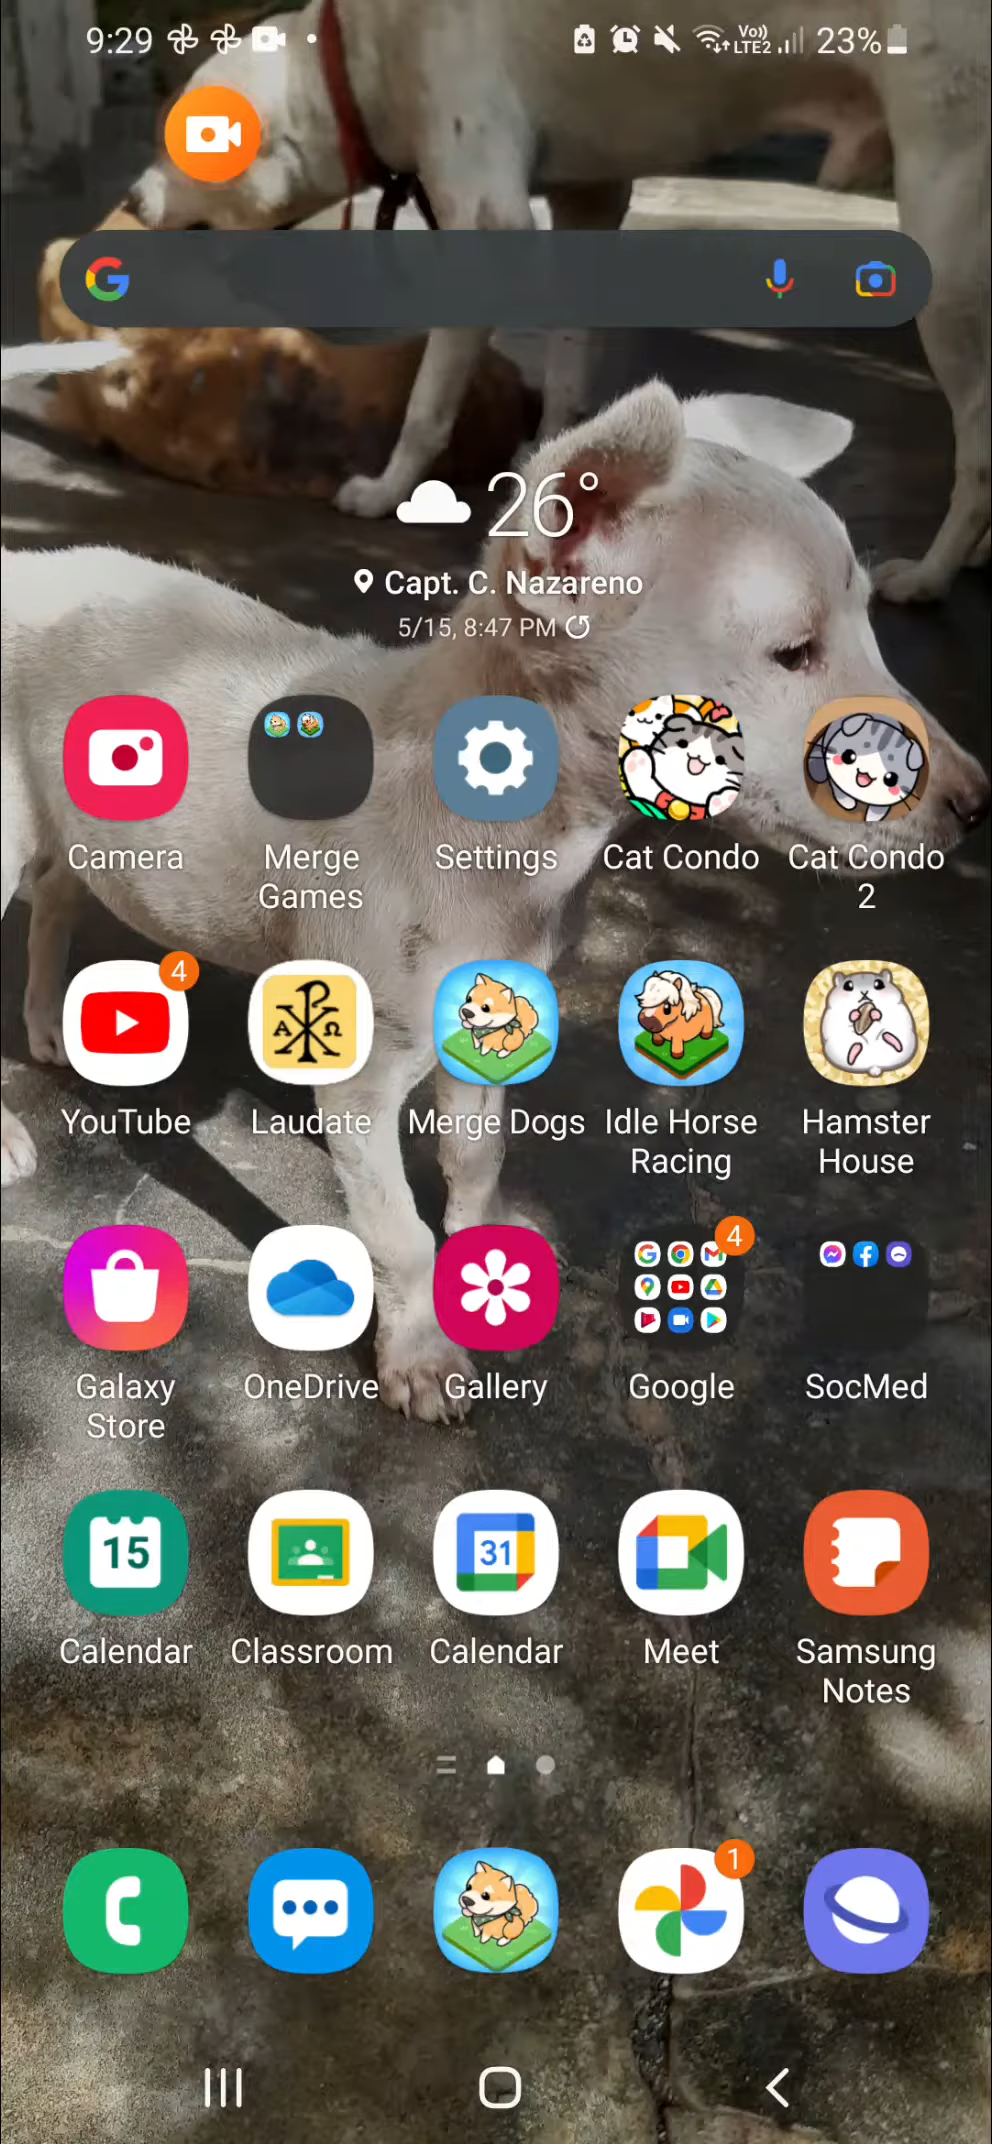 9:29
Vo))
LTE2
23%
26°
Capt. C. Nazareno
5/15, 8:47 PM
Camera
Merge
Games
Settings
Cat Condo
Cat Condo
2
4
YouTube
Α Ω
Laudate
Merge Dogs
Idle Horse
Racing
Hamster
House
4
Galaxy
Store
OneDrive
Gallery
Google
SocMed
15
31
Calendar
Classroom
Calendar
Meet
Samsung
Notes
1